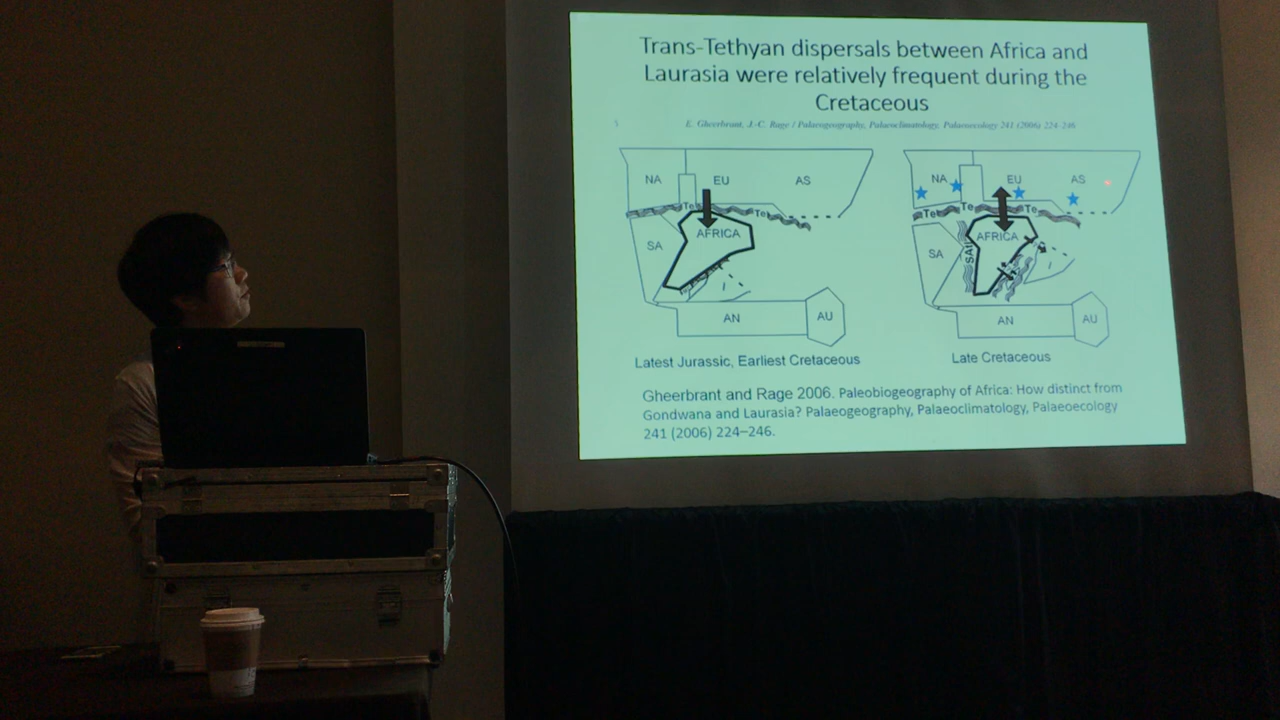 Trans-Tethyan dispersals between Africa and
Laurasia were relatively frequent during the
Cretaceous
E. Gheerbrant, J.-C. Rage / Palaeogeography, Palaeoclimatology, Palaeoecology 241 (2006) 224–246
NA EU AS
Te Te
AFRICA
SA
AN AU
Latest Jurassic, Earliest Cretaceous
NA EU AS
Te Te Te
AFRICA
SA
SAt
AN AU
Late Cretaceous
Gheerbrant and Rage 2006. Paleobiogeography of Africa: How distinct from
Gondwana and Laurasia? Palaeogeography, Palaeoclimatology, Palaeoecology
241 (2006) 224–246.